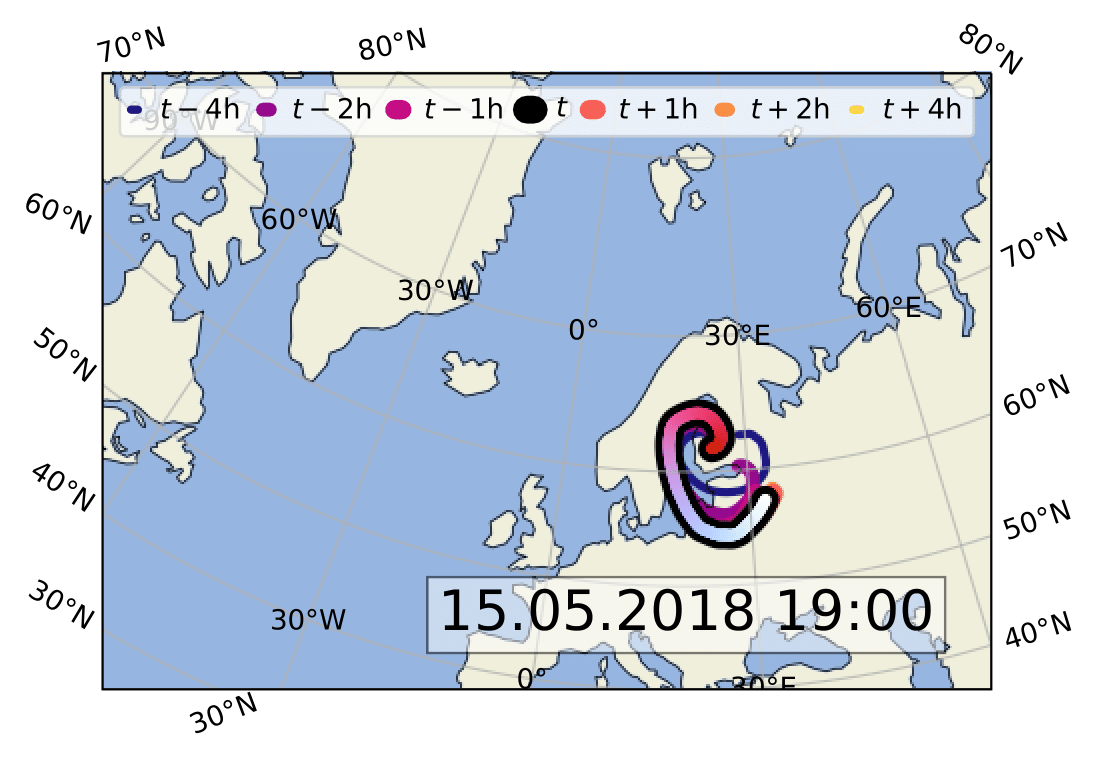 70°N 80°N 80°N
t − 4h t − 2h t − 1h t t + 1h t + 2h t + 4h
90°W
60°N 60°W 70°N
30°W 60°E
0° 30°E
50°N 60°N
40°N 50°N
30°N 30°W 15.05.2018 19:00 40°N
0° 30°E
30°N